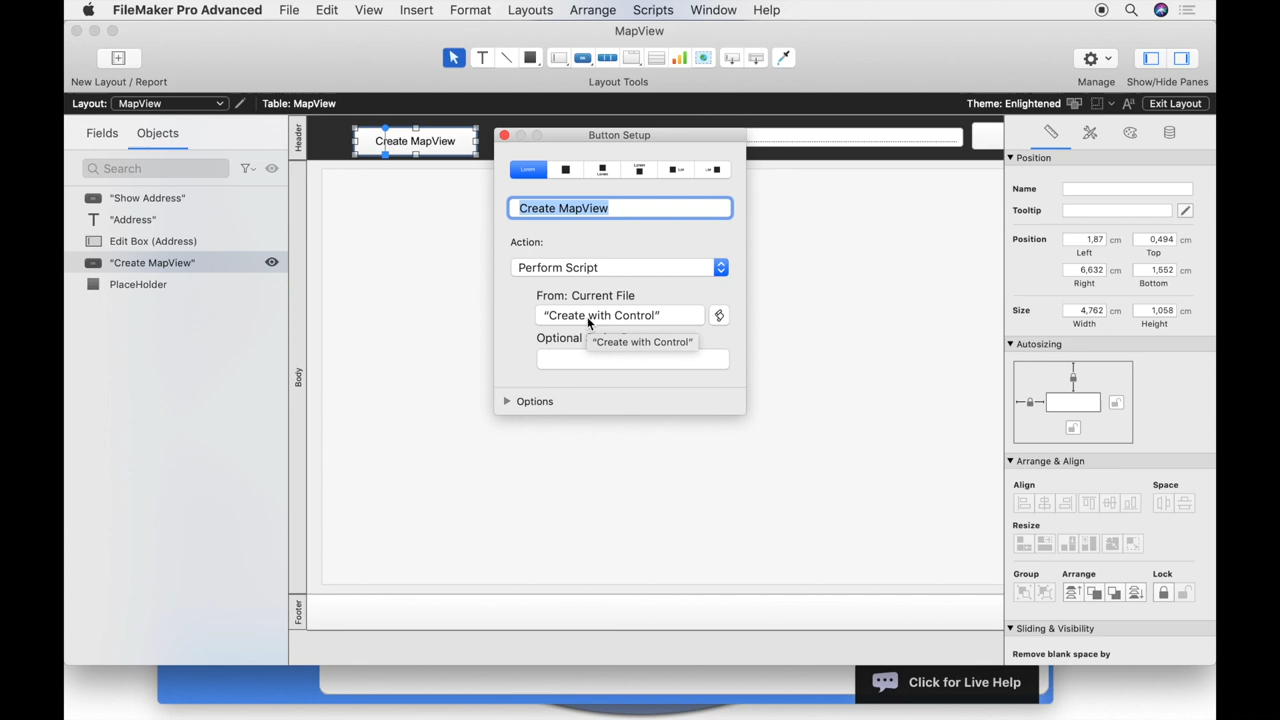 FileMaker Pro Advanced File Edit View Insert Format Layouts Arrange Scripts Window Help
MapView
New Layout / Report
Layout Tools
Manage
Show/Hide Panes
Layout: MapView
Table: MapView
Theme: Enlightened
Exit Layout
Fields
Objects
Search
"Show Address"
"Address"
Edit Box (Address)
"Create MapView"
PlaceHolder
Header
Body
Footer
Create MapView
Button Setup
Create MapView
Action:
Perform Script
From: Current File
“Create with Control”
Optional
“Create with Control”
Options
Position
Name
Tooltip
Position 1,87 cm 0,494 cm
Left Top
6,632 cm 1,552 cm
Right Bottom
Size 4,762 cm 1,058 cm
Width Height
Autosizing
Arrange & Align
Align Space
Resize
Group Arrange Lock
Sliding & Visibility
Remove blank space by
Click for Live Help